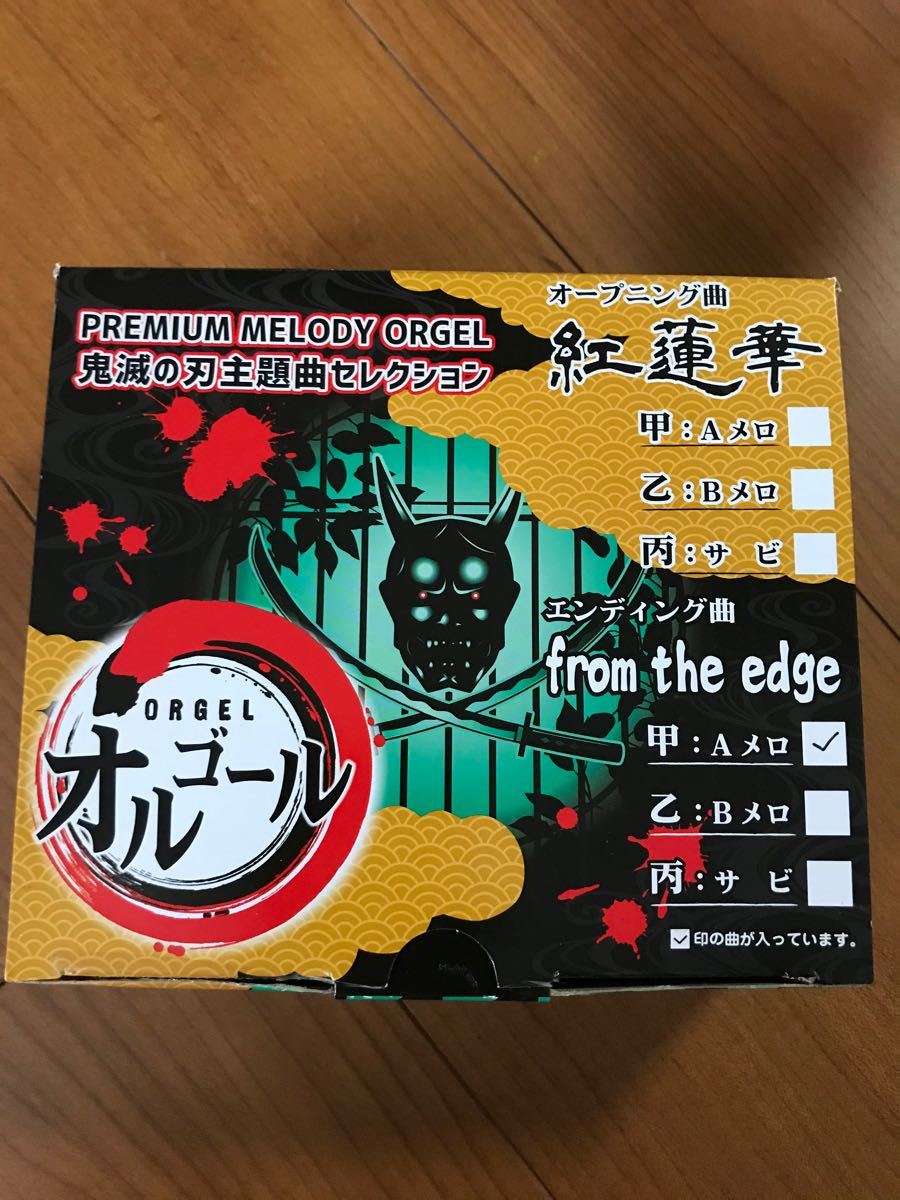 PREMIUM MELODY ORGEL
鬼滅の刃主題曲セレクション
オープニング曲
紅蓮華
甲:Aメロ
乙:Bメロ
丙:サビ
エンディング曲
from the edge
甲:Aメロ
乙:Bメロ
丙:サビ
印の曲が入っています。
ORGEL
オルゴール